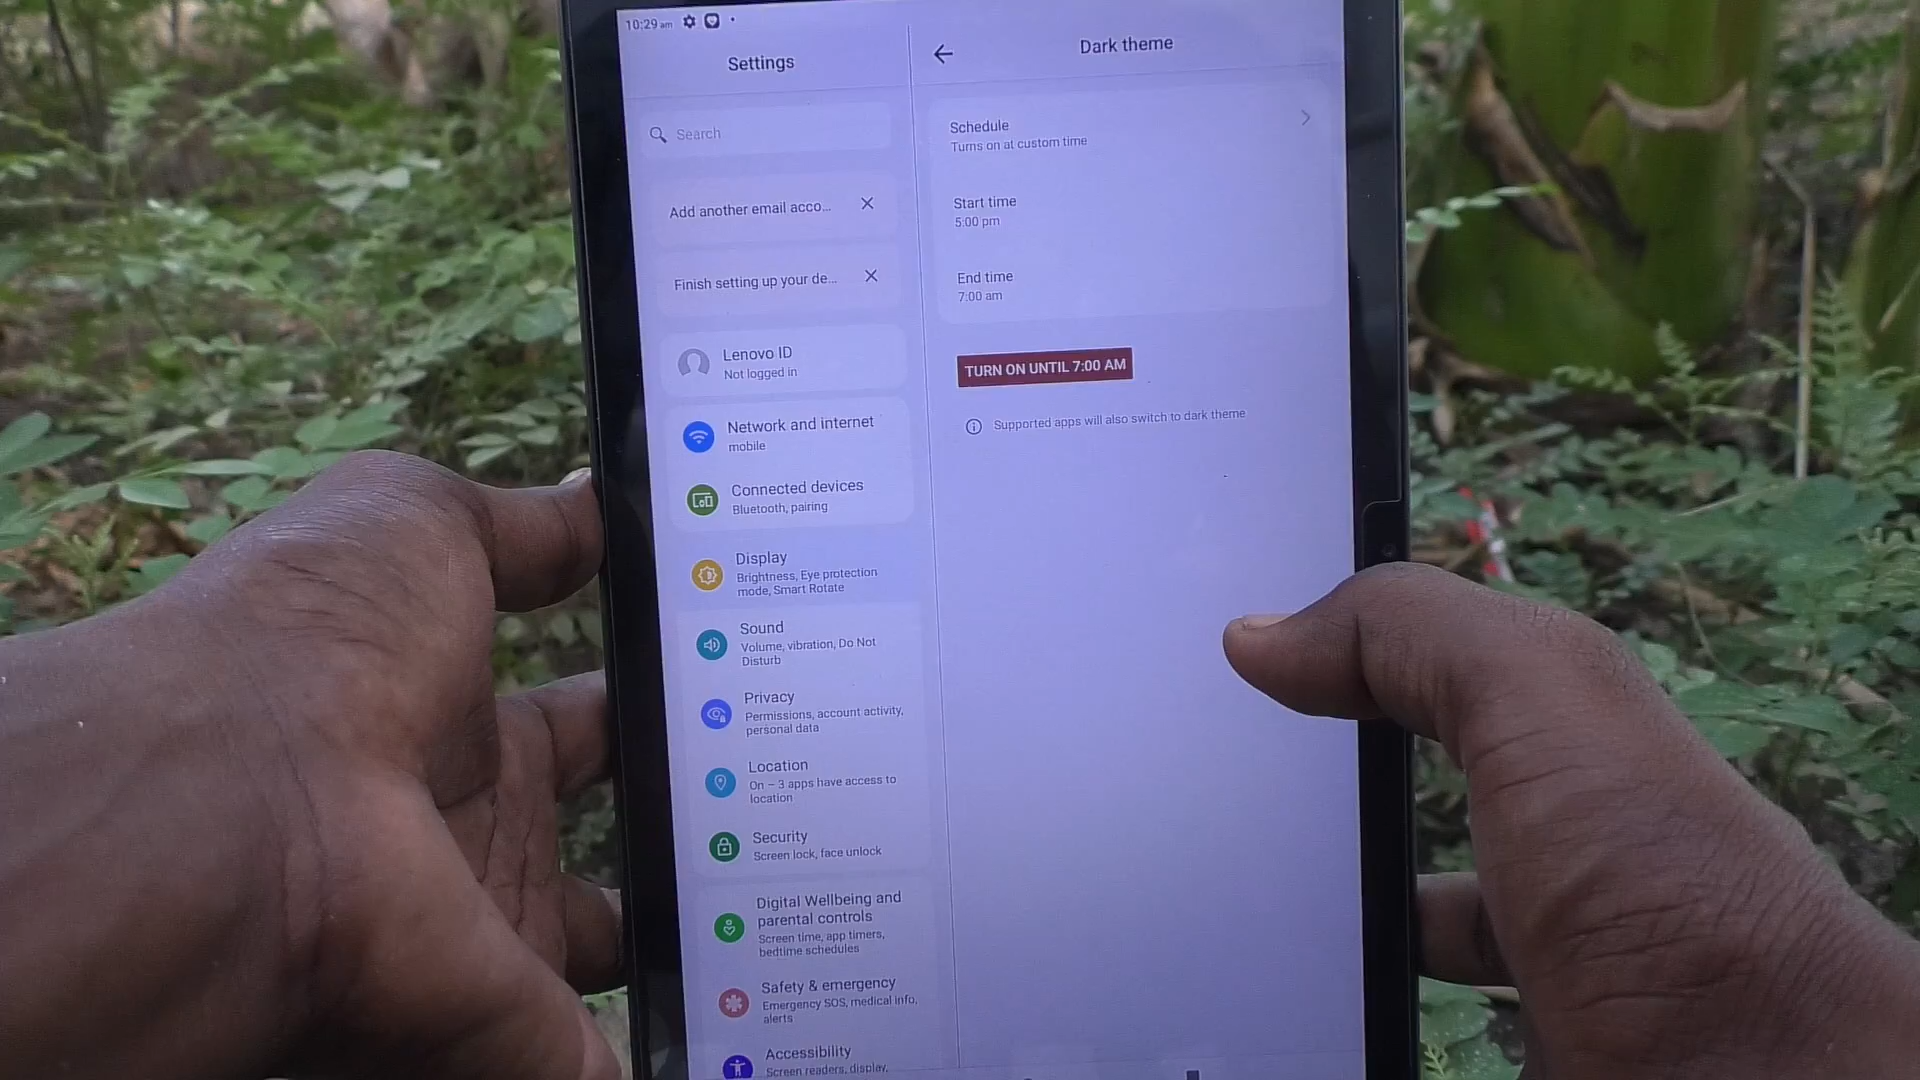 10:29 am
Settings
Search
Add another email acco...
Finish setting up your de...
Lenovo ID
Not logged in
Network and internet
mobile
Connected devices
Bluetooth, pairing
Display
Brightness, Eye protection
mode, Smart Rotate
Sound
Volume, vibration, Do Not
Disturb
Privacy
Permissions, account activity,
personal data
Location
On – 3 apps have access to
location
Security
Screen lock, face unlock
Digital Wellbeing and
parental controls
Screen time, app timers,
bedtime schedules
Safety & emergency
Emergency SOS, medical info,
alerts
Accessibility
Screen readers, display,
Dark theme
Schedule
Turns on at custom time
Start time
5:00 pm
End time
7:00 am
TURN ON UNTIL 7:00 AM
Supported apps will also switch to dark theme